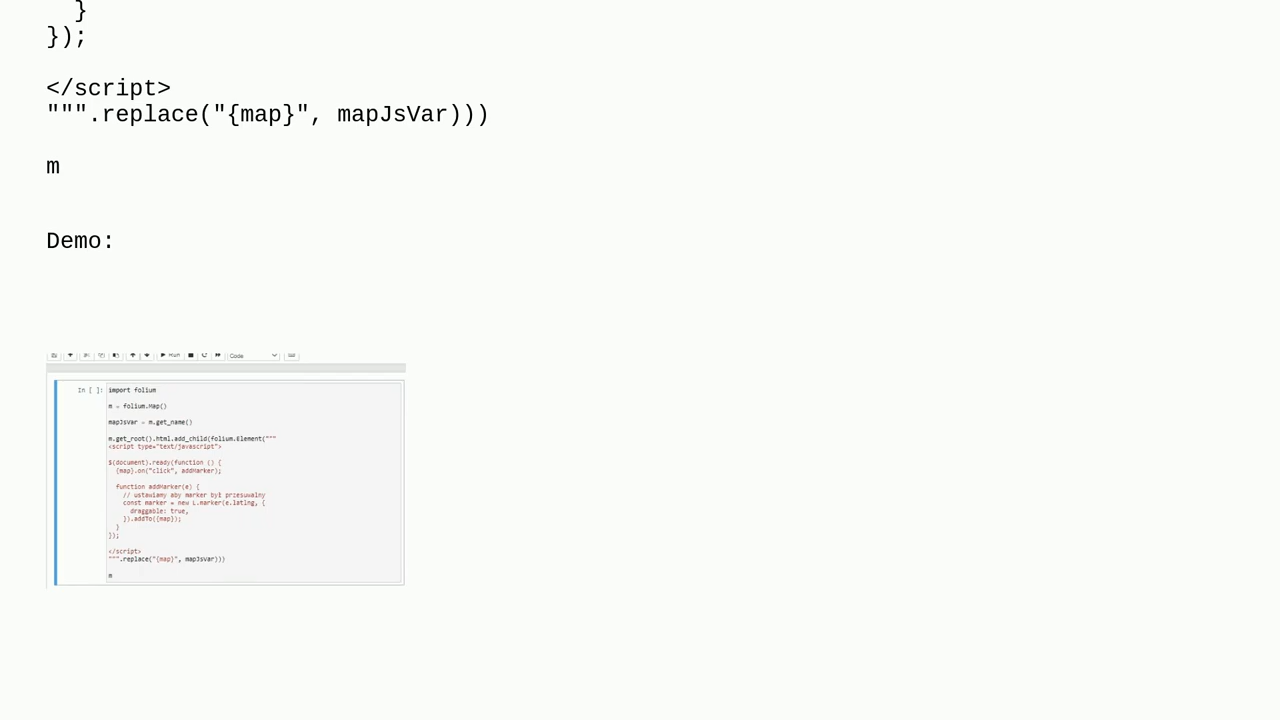 }
});
</script>
""".replace("{map}", mapJsVar)))
m
Demo:
Run
Code
In [ ]:
import folium
m = folium.Map()
mapJsVar = m.get_name()
m.get_root().html.add_child(folium.Element("""
<script type="text/javascript">
$(document).ready(function () {
{map}.on("click", addMarker);
function addMarker(e) {
// ustawiamy aby marker był przesuwalny
const marker = new L.marker(e.latlng, {
draggable: true,
}).addTo({map});
}
});
</script>
""".replace("{map}", mapJsVar)))
m